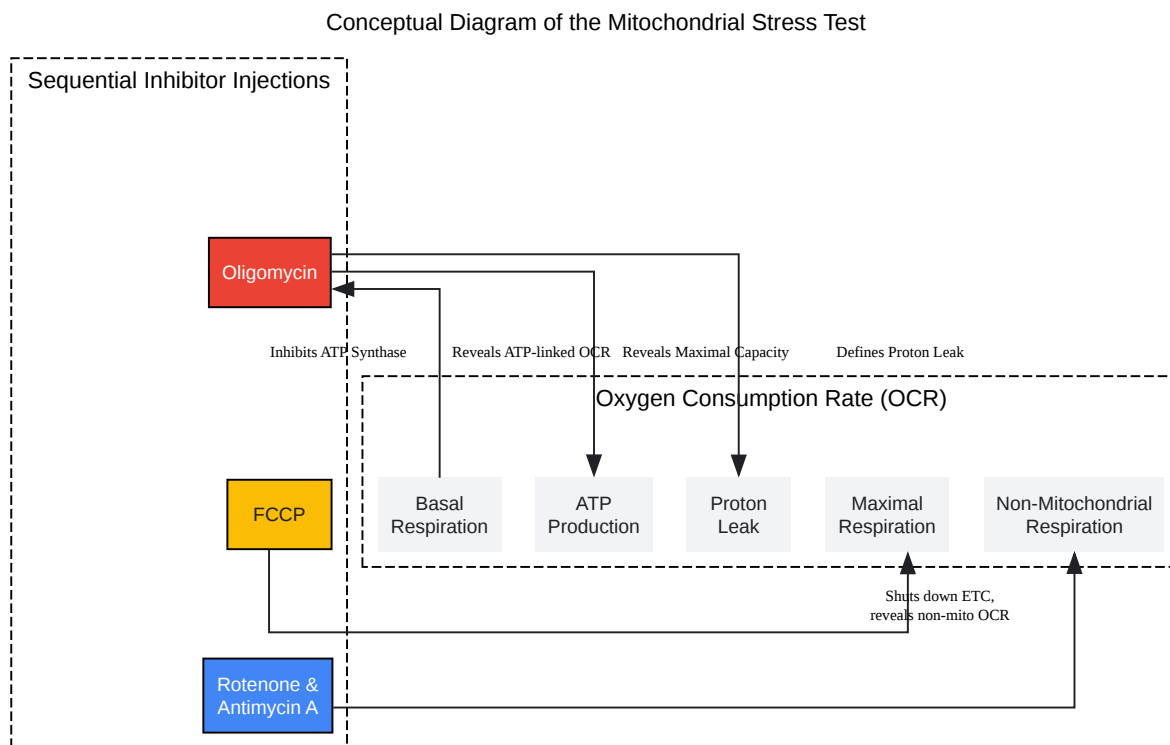 Conceptual Diagram of the Mitochondrial Stress Test
Sequential Inhibitor Injections
Oligomycin
Inhibits ATP Synthase
Reveals ATP-linked OCR
Reveals Maximal Capacity
Defines Proton Leak
Oxygen Consumption Rate (OCR)
FCCP
Basal
Respiration
ATP
Production
Proton
Leak
Maximal
Respiration
Non-Mitochondrial
Respiration
Shuts down ETC,
reveals non-mito OCR
Rotenone &
Antimycin A